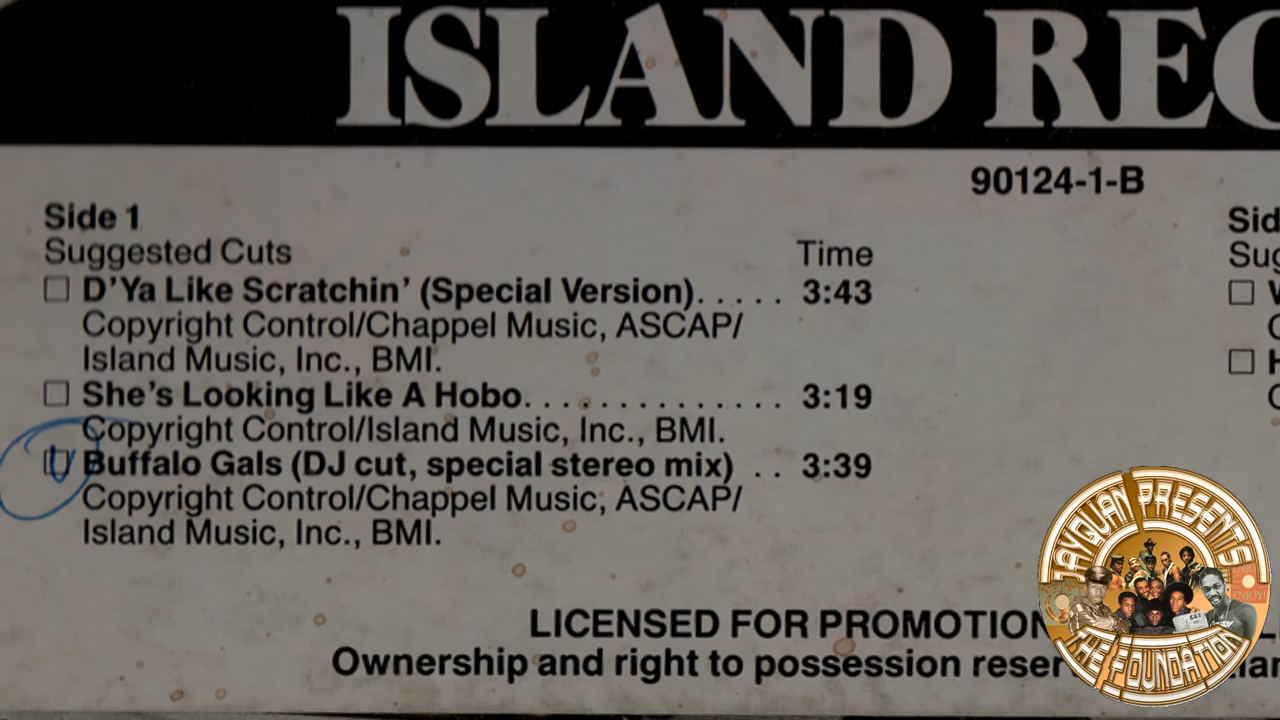 ISLAND REC
90124-1-B
Side 1
Suggested Cuts Time
D'Ya Like Scratchin' (Special Version)..... 3:43
Copyright Control/Chappel Music, ASCAP/
Island Music, Inc., BMI.
She's Looking Like A Hobo.............. 3:19
Copyright Control/Island Music, Inc., BMI.
Buffalo Gals (DJ cut, special stereo mix) .. 3:39
Copyright Control/Chappel Music, ASCAP/
Island Music, Inc., BMI.
Sid
Sug
LICENSED FOR PROMOTION
Ownership and right to possession reser
JAYQUAN PRESENTS
ENJOY!
THE FOUNDATION